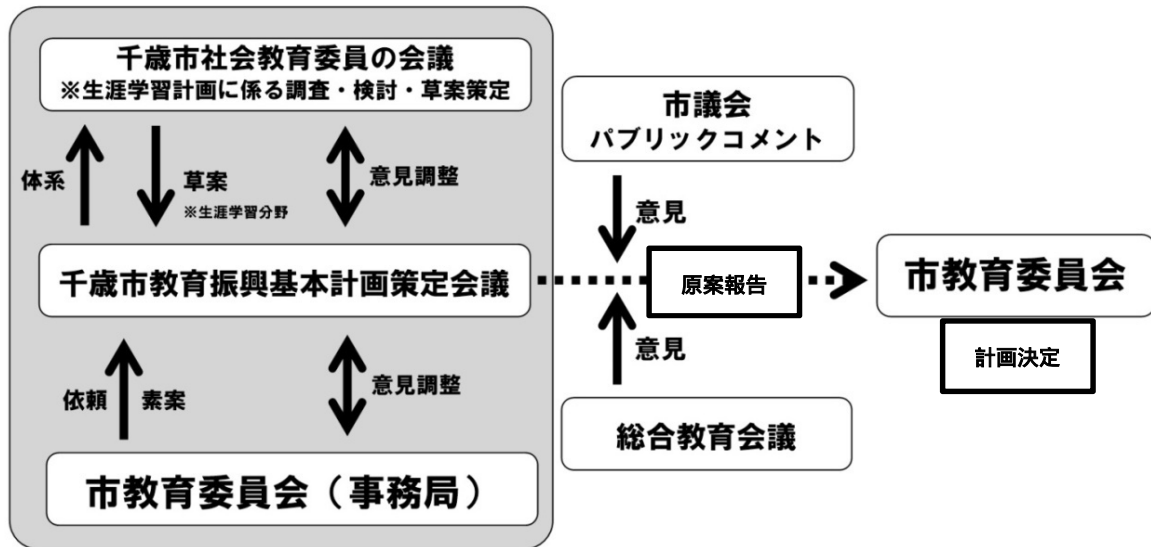 千歳市社会教育委員の会議
※生涯学習計画に係る調査・検討・草案策定
体系
草案
※生涯学習分野
意見調整
千歳市教育振興基本計画策定会議
依頼
素案
意見調整
市教育委員会(事務局)
市議会
パブリックコメント
意見
原案報告
意見
総合教育会議
市教育委員会
計画決定